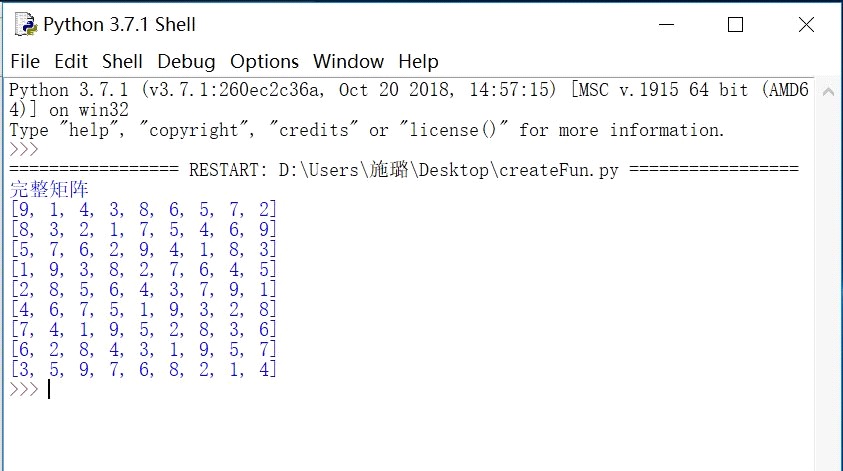 Python 3.7.1 Shell
File Edit Shell Debug Options Window Help
Python 3.7.1 (v3.7.1:260ec2c36a, Oct 20 2018, 14:57:15) [MSC v.1915 64 bit (AMD6
4)] on win32
Type "help", "copyright", "credits" or "license()" for more information.
>>>
================= RESTART: D:\Users\施璐\Desktop\createFun.py =================
完整矩阵
[9, 1, 4, 3, 8, 6, 5, 7, 2]
[8, 3, 2, 1, 7, 5, 4, 6, 9]
[5, 7, 6, 2, 9, 4, 1, 8, 3]
[1, 9, 3, 8, 2, 7, 6, 4, 5]
[2, 8, 5, 6, 4, 3, 7, 9, 1]
[4, 6, 7, 5, 1, 9, 3, 2, 8]
[7, 4, 1, 9, 5, 2, 8, 3, 6]
[6, 2, 8, 4, 3, 1, 9, 5, 7]
[3, 5, 9, 7, 6, 8, 2, 1, 4]
>>>